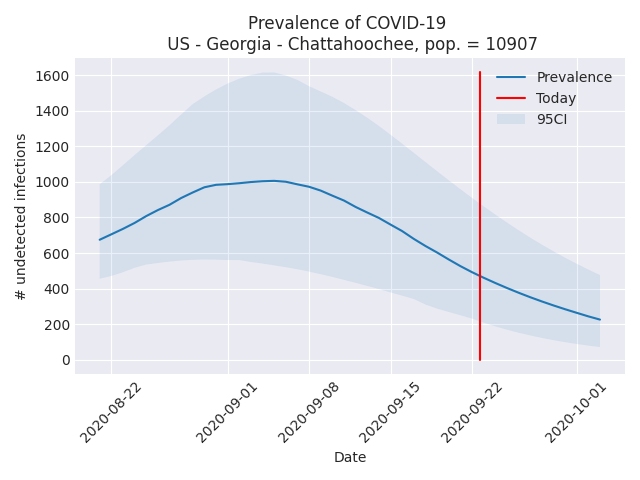 Prevalence of COVID-19
US - Georgia - Chattahoochee, pop. = 10907
1600
1400
1200
1000
800
600
400
200
0
# undetected infections
Prevalence
Today
95CI
2020-08-22
2020-09-01
2020-09-08
2020-09-15
2020-09-22
2020-10-01
Date